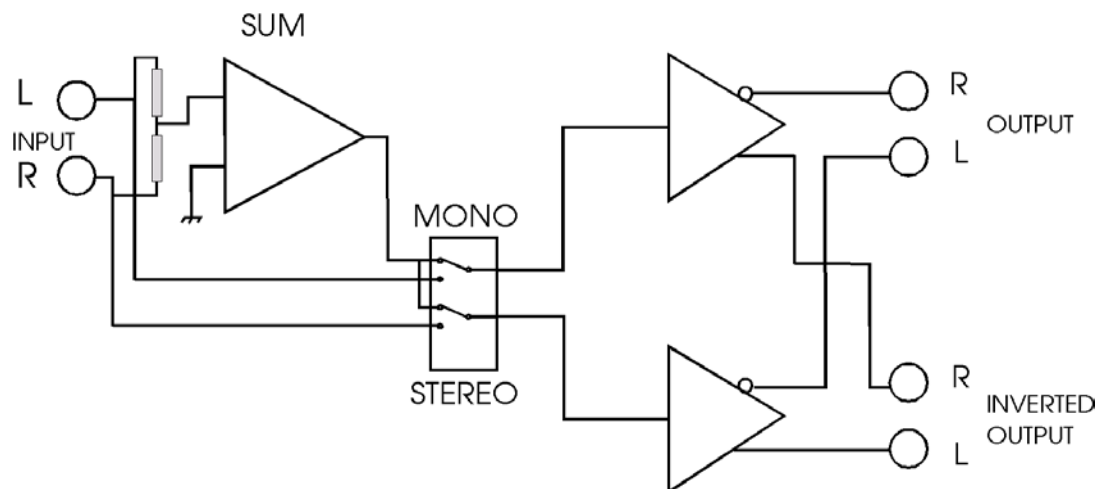 SUM
L
INPUT
R
MONO
STEREO
R
OUTPUT
L
R
INVERTED
OUTPUT
L